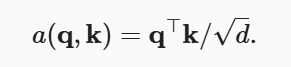 a(𝐪, 𝐤) = 𝐪⊤𝐤/√d.